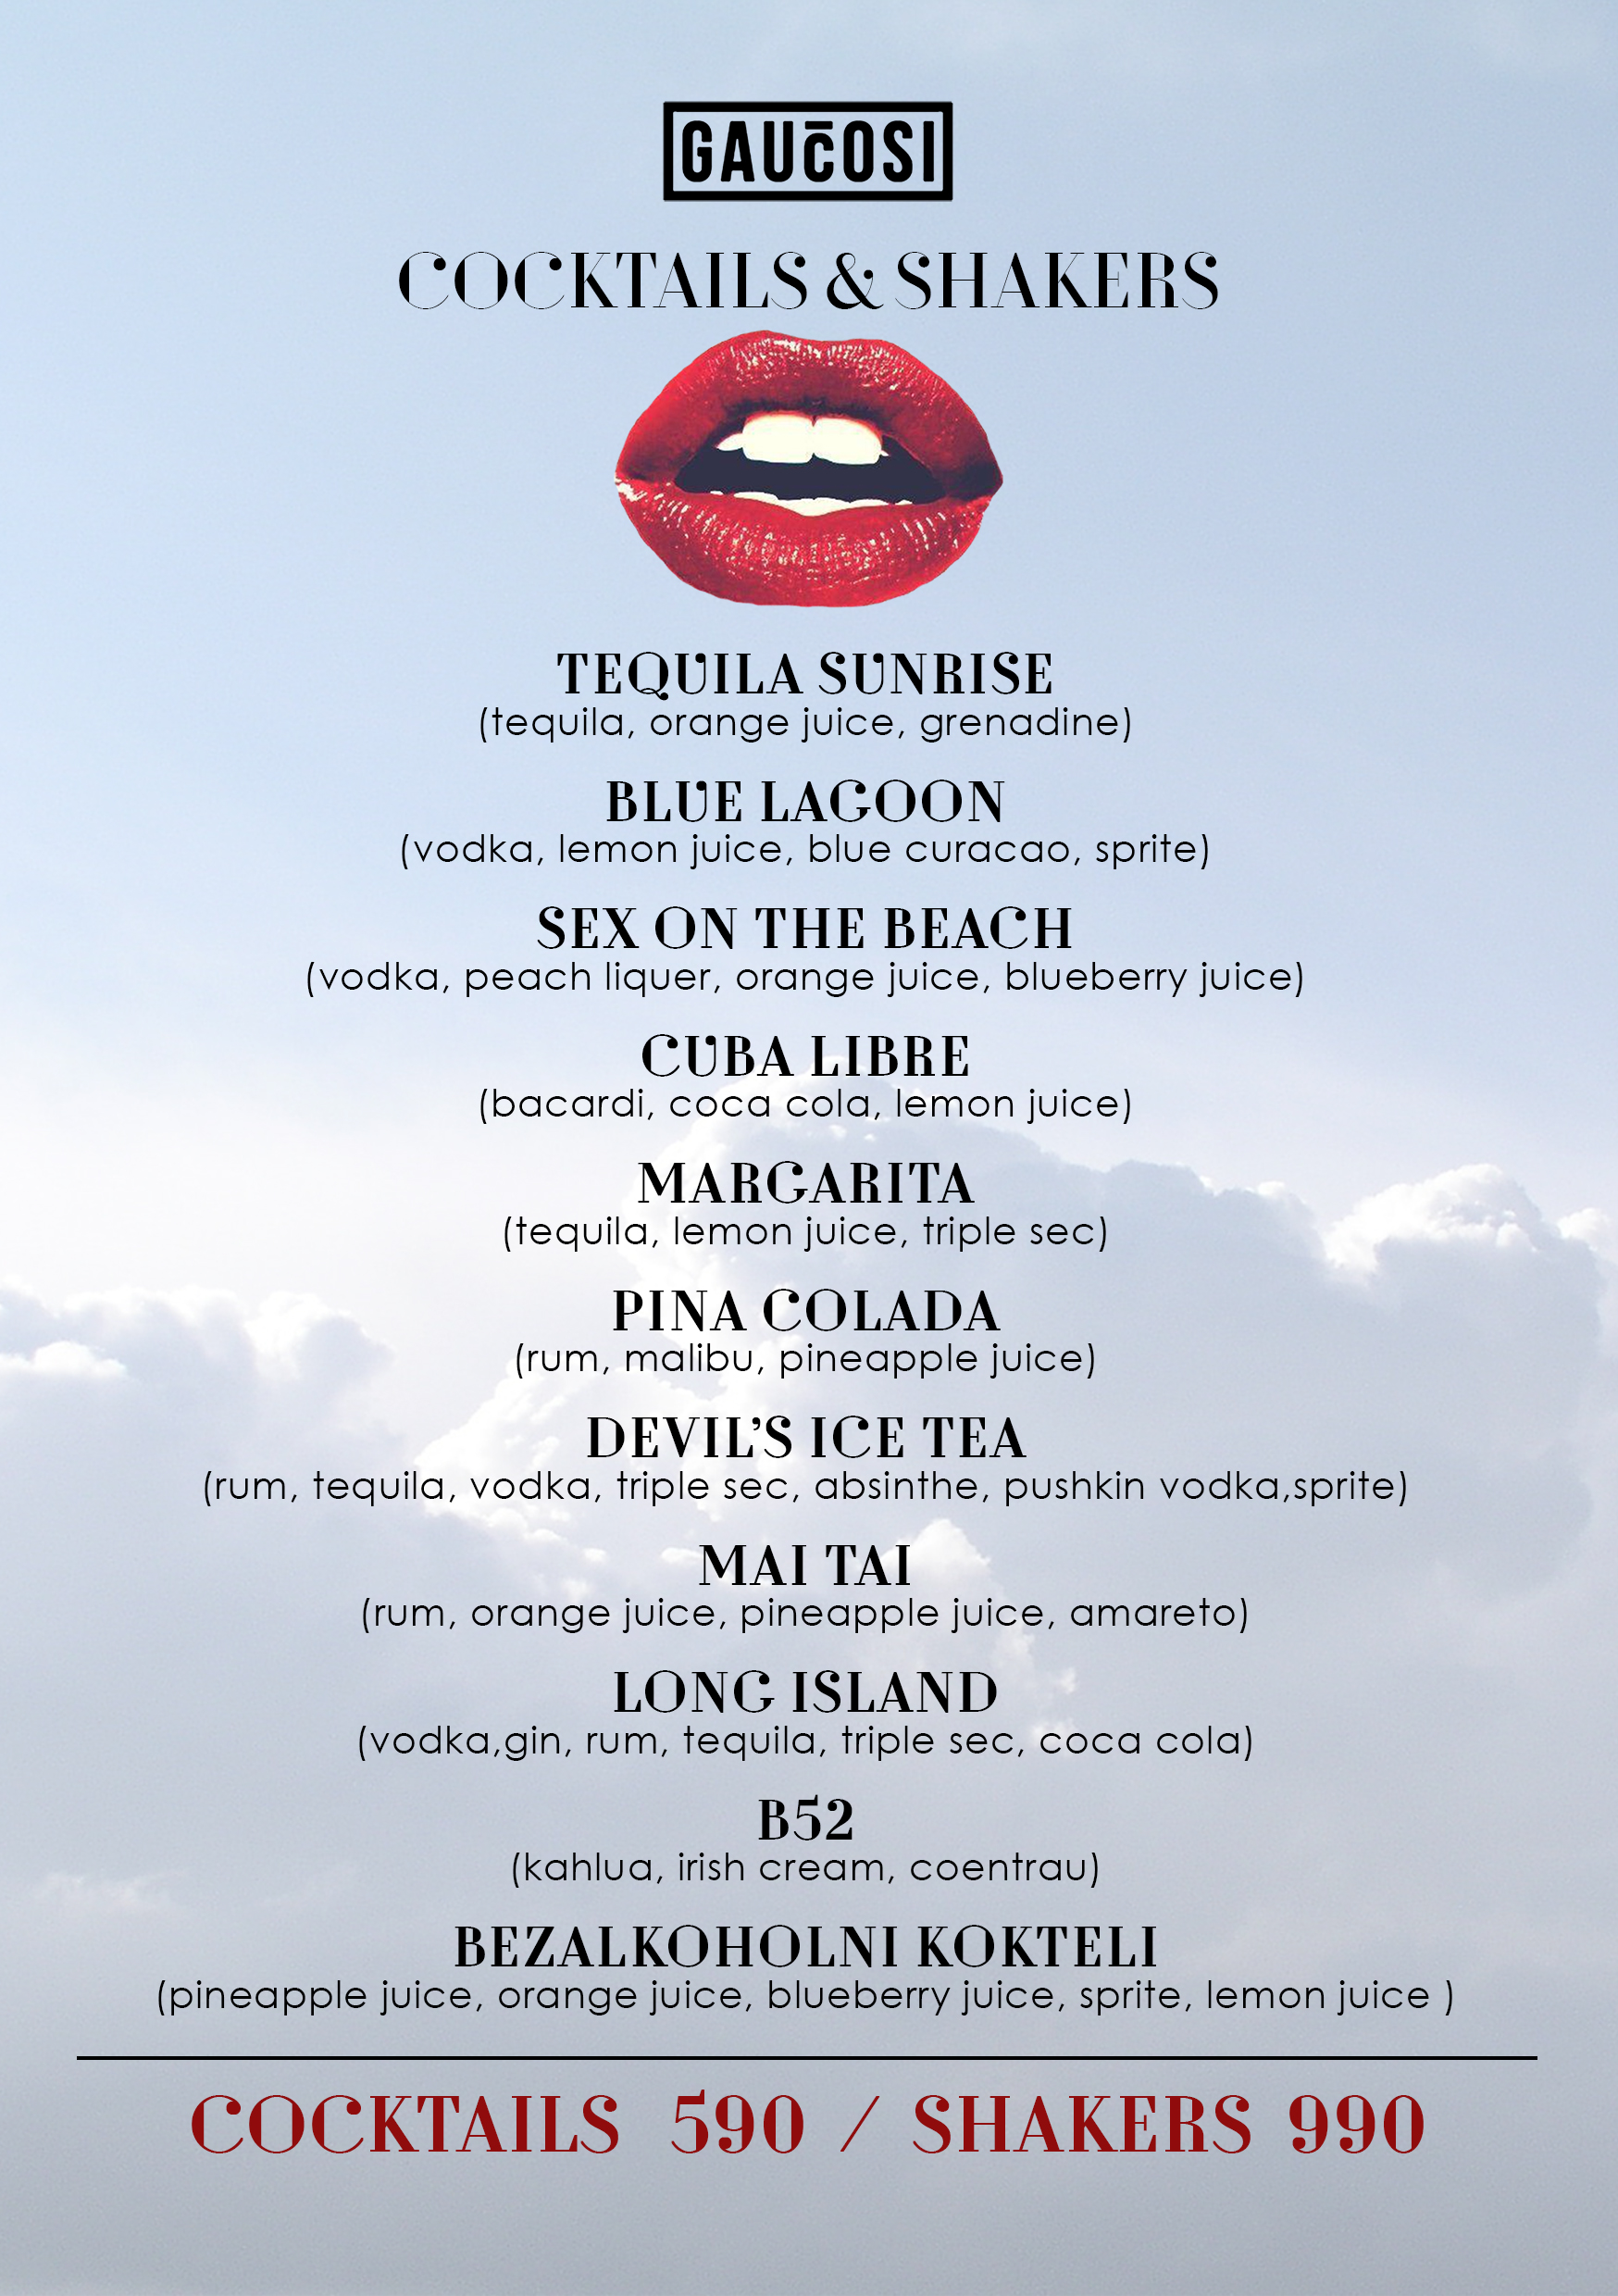 GAUČOSI
COCKTAILS & SHAKERS
TEQUILA SUNRISE
(tequila, orange juice, grenadine)
BLUE LAGOON
(vodka, lemon juice, blue curacao, sprite)
SEX ON THE BEACH
(vodka, peach liquer, orange juice, blueberry juice)
CUBA LIBRE
(bacardi, coca cola, lemon juice)
MARGARITA
(tequila, lemon juice, triple sec)
PINA COLADA
(rum, malibu, pineapple juice)
DEVIL'S ICE TEA
(rum, tequila, vodka, triple sec, absinthe, pushkin vodka,sprite)
MAI TAI
(rum, orange juice, pineapple juice, amareto)
LONG ISLAND
(vodka,gin, rum, tequila, triple sec, coca cola)
B52
(kahlua, irish cream, coentrau)
BEZALKOHOLNI KOKTELI
(pineapple juice, orange juice, blueberry juice, sprite, lemon juice )
COCKTAILS 590 / SHAKERS 990